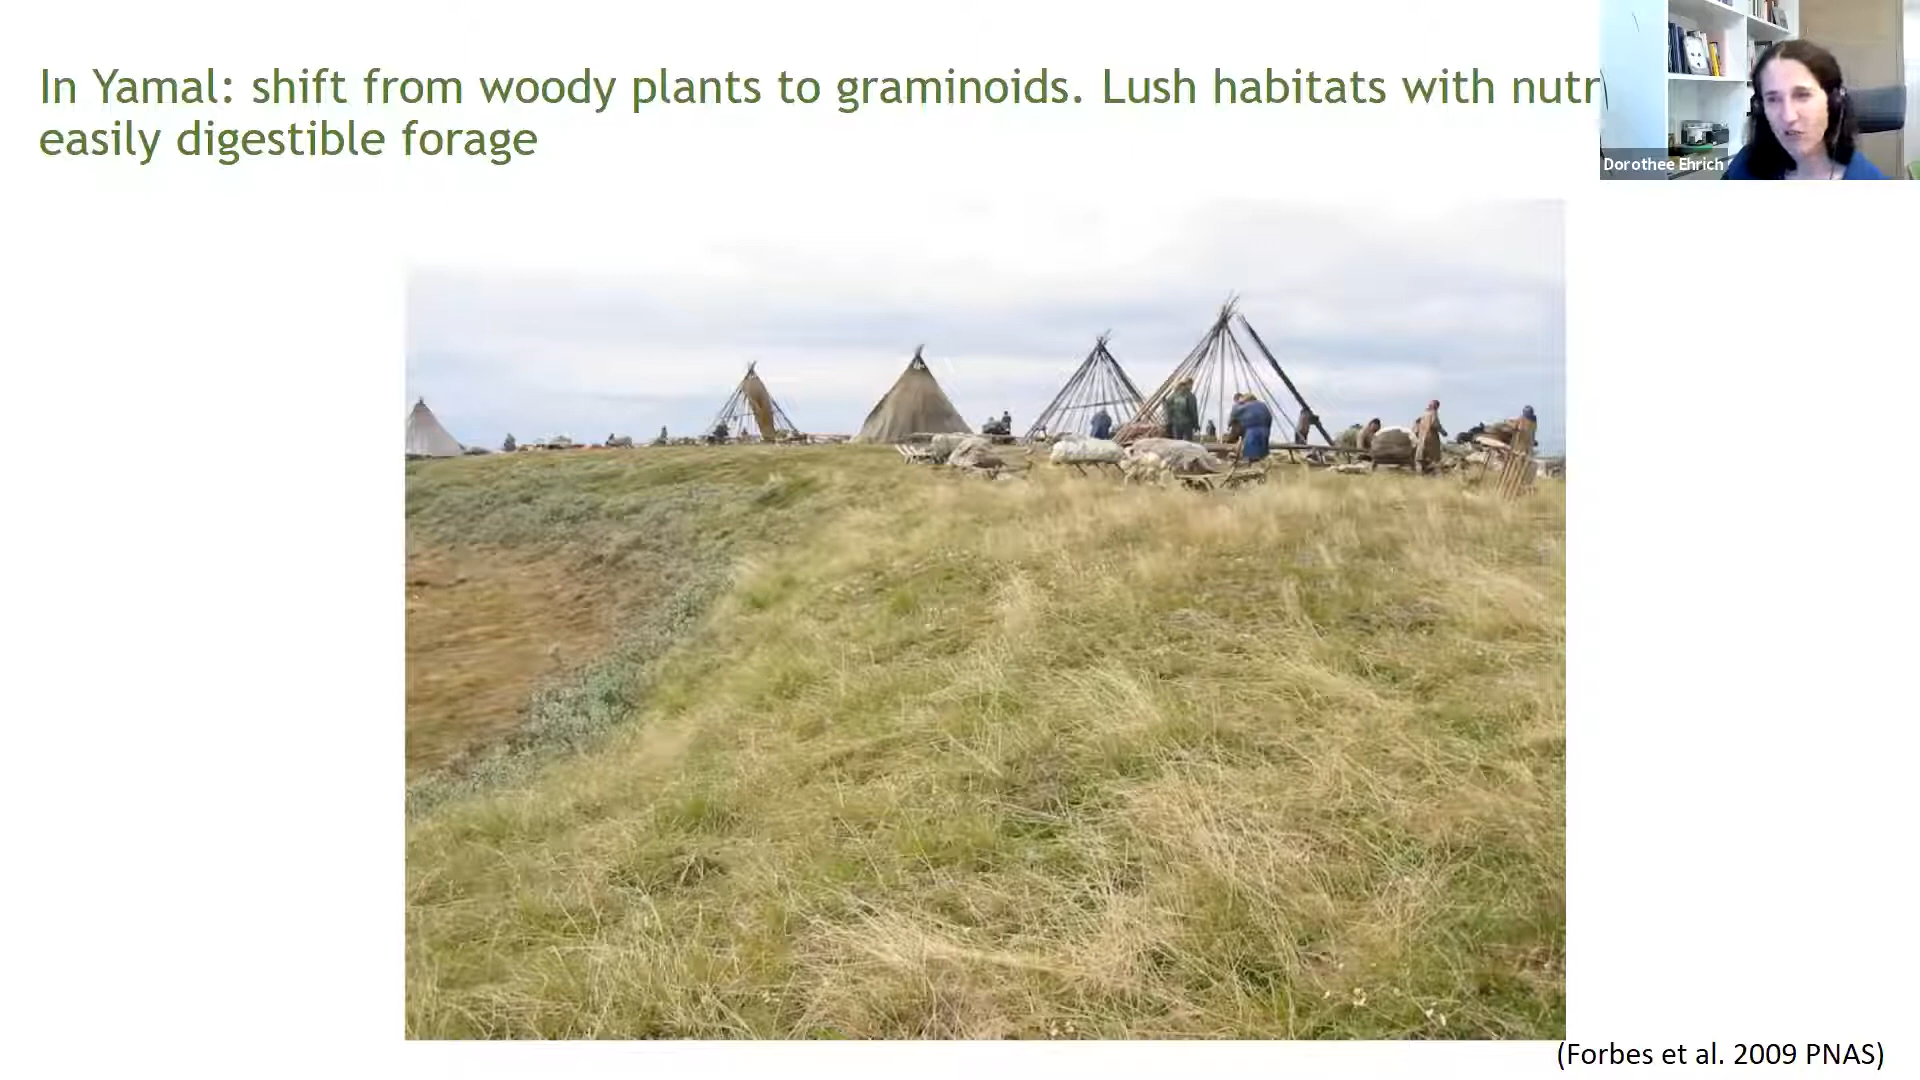 In Yamal: shift from woody plants to graminoids. Lush habitats with nutr
easily digestible forage
Dorothee Ehrich
(Forbes et al. 2009 PNAS)